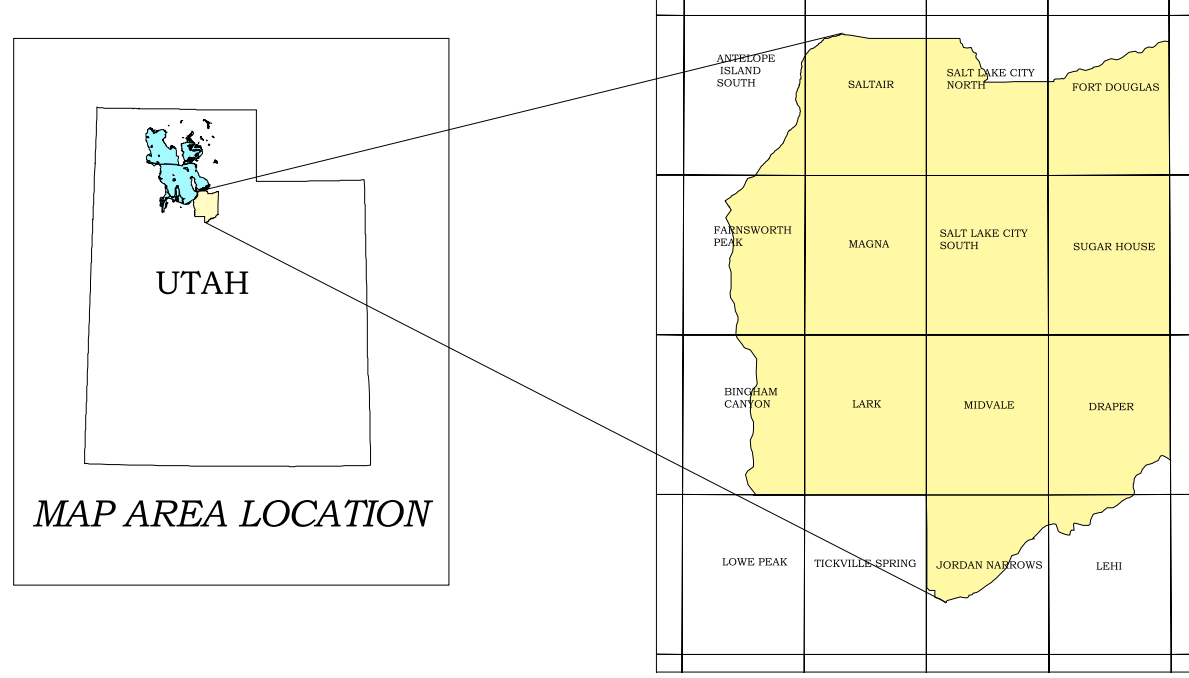 UTAH
MAP AREA LOCATION
ANTELOPE
ISLAND
SOUTH
SALTAIR
SALT LAKE CITY
NORTH
FORT DOUGLAS
FARNSWORTH
PEAK
MAGNA
SALT LAKE CITY
SOUTH
SUGAR HOUSE
BINGHAM
CANYON
LARK
MIDVALE
DRAPER
LOWE PEAK
TICKVILLE SPRING
JORDAN NARROWS
LEHI